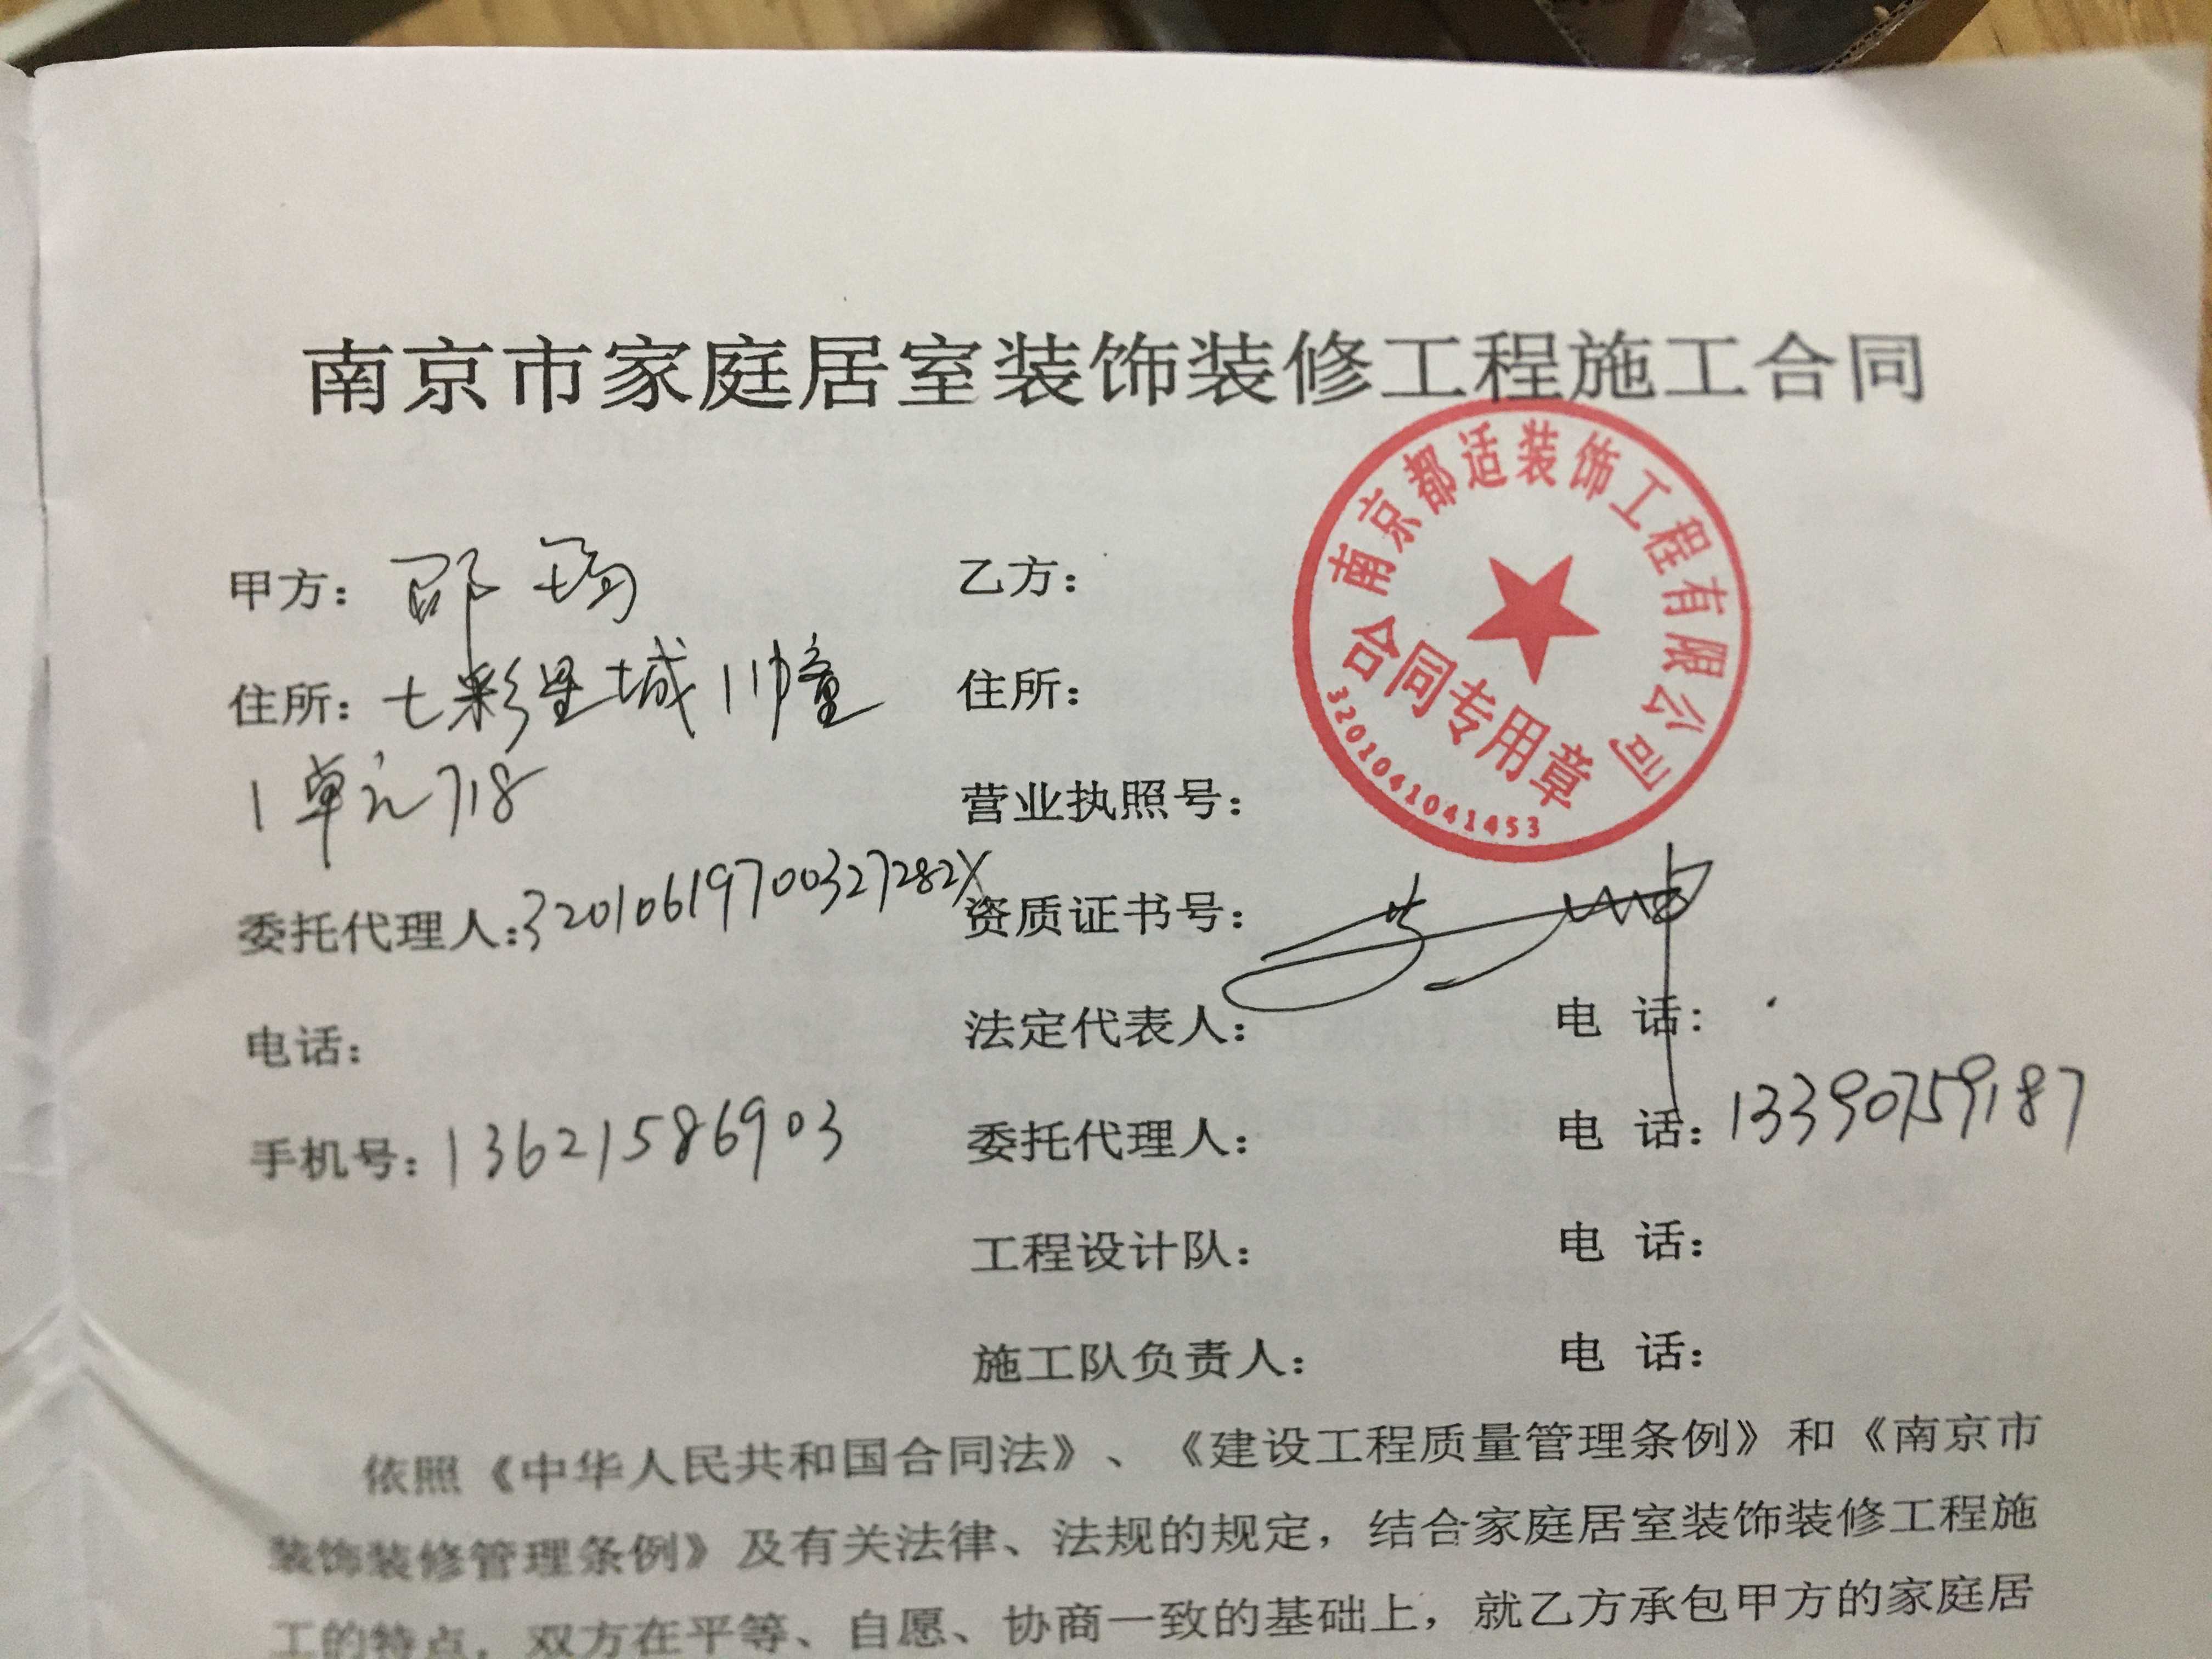 南京市家庭居室装饰装修工程施工合同
南京都适装饰工程有限公司
合同专用章
3201041041453
甲方：邵
乙方：
住所：七彩星城11幢
住所：
1单元718
营业执照号：
委托代理人：32010619700327282X
资质证书号：
电话：
法定代表人：
电 话：
手机号：13621586903
委托代理人：
电 话：13390759187
工程设计队：
电 话：
施工队负责人：
电 话：
依照《中华人民共和国合同法》、《建设工程质量管理条例》和《南京市
装饰装修管理条例》及有关法律、法规的规定，结合家庭居室装饰装修工程施
工的特点，双方在平等、自愿、协商一致的基础上，就乙方承包甲方的家庭居